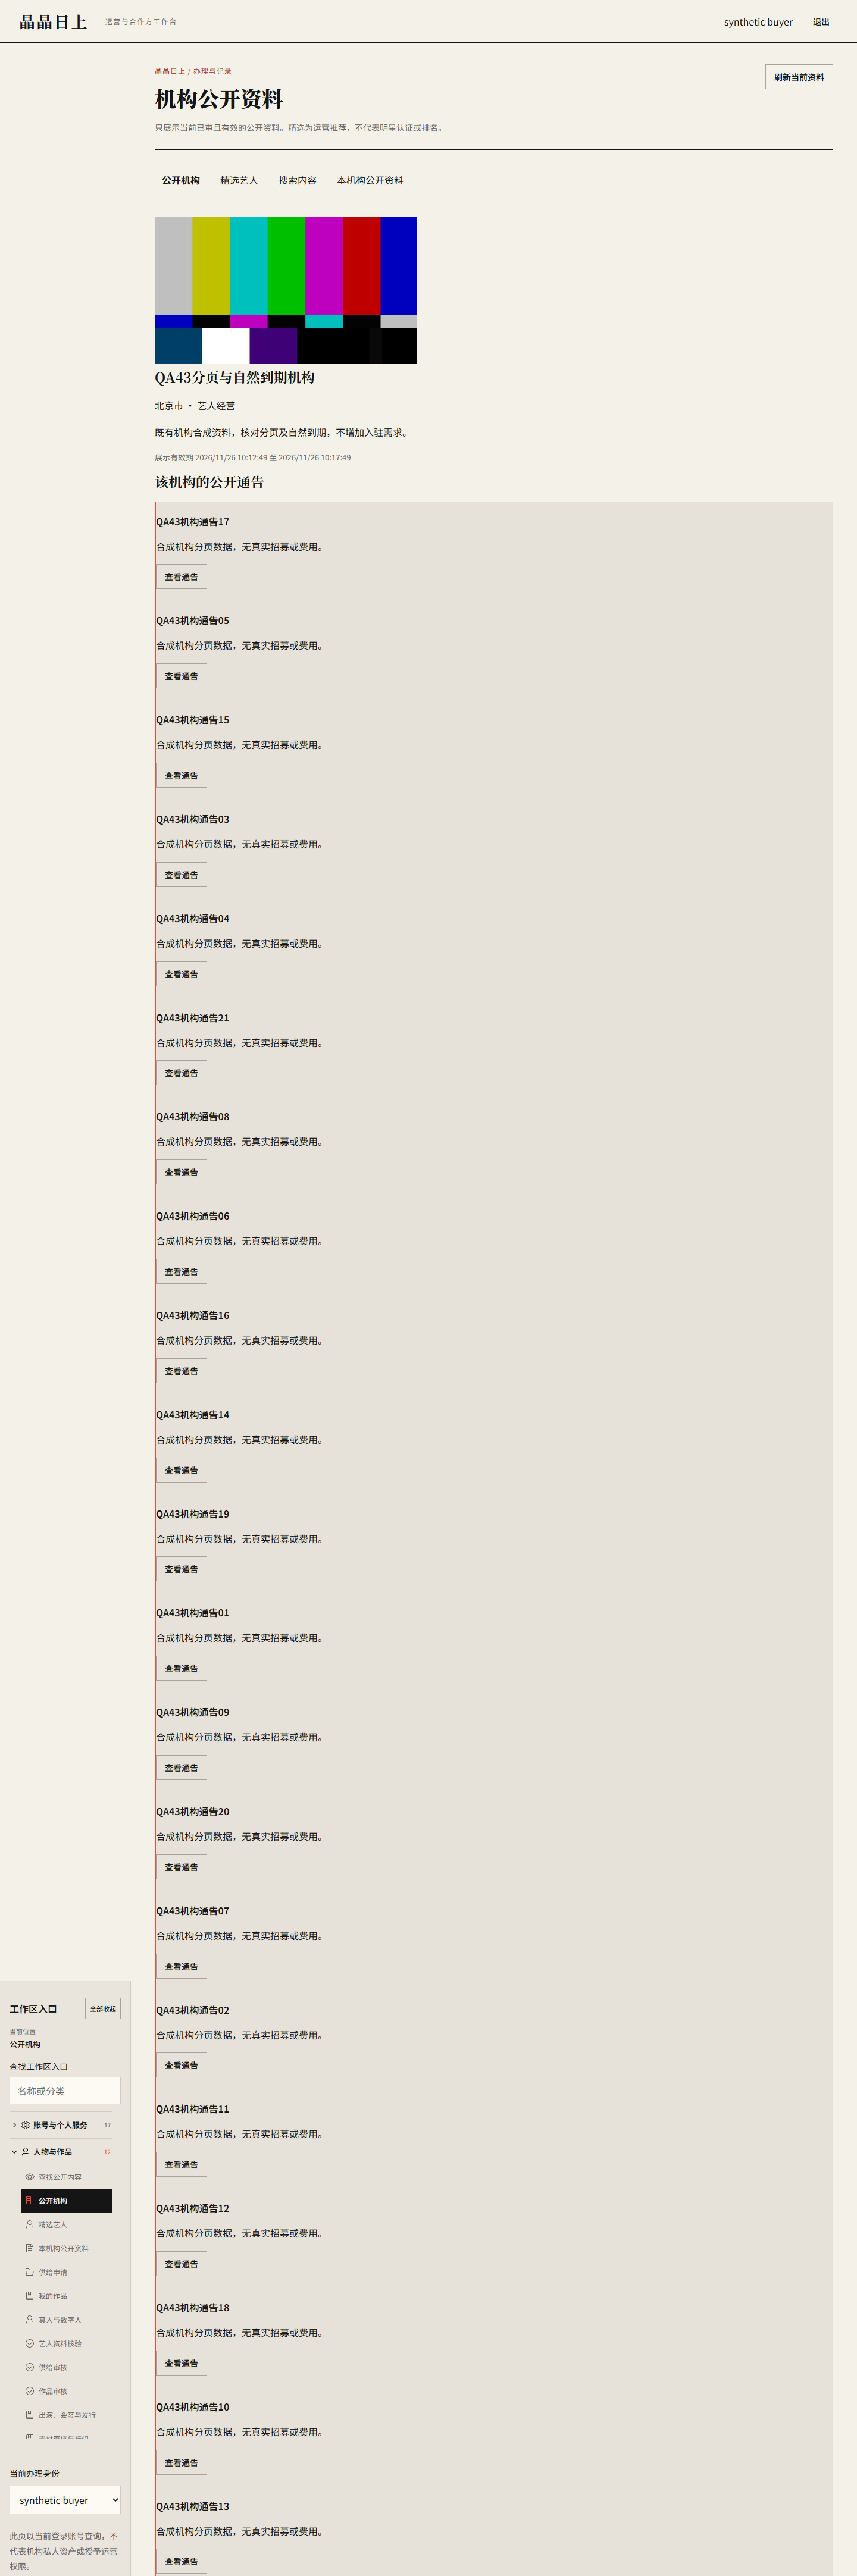 晶晶日上
运营与合作方工作台
synthetic buyer
退出
晶晶日上 / 办理与记录
机构公开资料
只展示当前已审且有效的公开资料。精选为运营推荐，不代表明星认证或排名。
刷新当前资料
公开机构
精选艺人
搜索内容
本机构公开资料
QA43分页与自然到期机构
北京市 · 艺人经营
既有机构合成资料，核对分页及自然到期，不增加入驻需求。
展示有效期 2026/11/26 10:12:49 至 2026/11/26 10:17:49
该机构的公开通告
QA43机构通告17
合成机构分页数据，无真实招募或费用。
查看通告
QA43机构通告05
合成机构分页数据，无真实招募或费用。
查看通告
QA43机构通告15
合成机构分页数据，无真实招募或费用。
查看通告
QA43机构通告03
合成机构分页数据，无真实招募或费用。
查看通告
QA43机构通告04
合成机构分页数据，无真实招募或费用。
查看通告
QA43机构通告21
合成机构分页数据，无真实招募或费用。
查看通告
QA43机构通告08
合成机构分页数据，无真实招募或费用。
查看通告
QA43机构通告06
合成机构分页数据，无真实招募或费用。
查看通告
QA43机构通告16
合成机构分页数据，无真实招募或费用。
查看通告
QA43机构通告14
合成机构分页数据，无真实招募或费用。
查看通告
QA43机构通告19
合成机构分页数据，无真实招募或费用。
查看通告
QA43机构通告01
合成机构分页数据，无真实招募或费用。
查看通告
QA43机构通告09
合成机构分页数据，无真实招募或费用。
查看通告
QA43机构通告20
合成机构分页数据，无真实招募或费用。
查看通告
QA43机构通告07
合成机构分页数据，无真实招募或费用。
查看通告
QA43机构通告02
合成机构分页数据，无真实招募或费用。
查看通告
QA43机构通告11
合成机构分页数据，无真实招募或费用。
查看通告
QA43机构通告12
合成机构分页数据，无真实招募或费用。
查看通告
QA43机构通告18
合成机构分页数据，无真实招募或费用。
查看通告
QA43机构通告10
合成机构分页数据，无真实招募或费用。
查看通告
QA43机构通告13
合成机构分页数据，无真实招募或费用。
查看通告
工作区入口
全部收起
当前位置
公开机构
查找工作区入口
名称或分类
账号与个人服务 17
人物与作品 12
查找公开内容
公开机构
精选艺人
本机构公开资料
供给申请
我的作品
真人与数字人
艺人资料核验
供给审核
作品审核
出演、会签与发行
当前办理身份
synthetic buyer
此页以当前登录账号查询，不
代表机构私人资产或授予运营
权限。